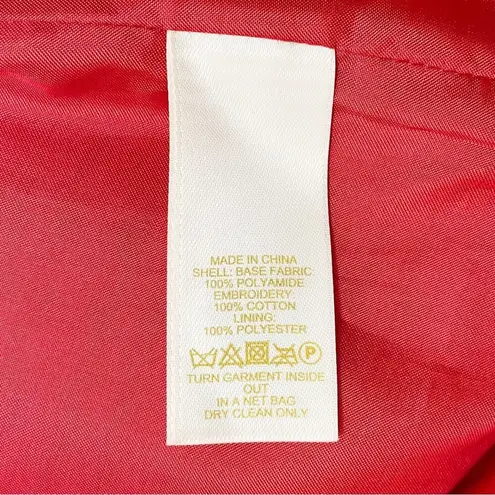 MADE IN CHINA
SHELL: BASE FABRIC:
100% POLYAMIDE
EMBROIDERY
100% COTTON
LINING:
100% POLYESTER
P
TURN GARMENT INSIDE
OUT
IN A NET BAG
DRY CLEAN ONLY